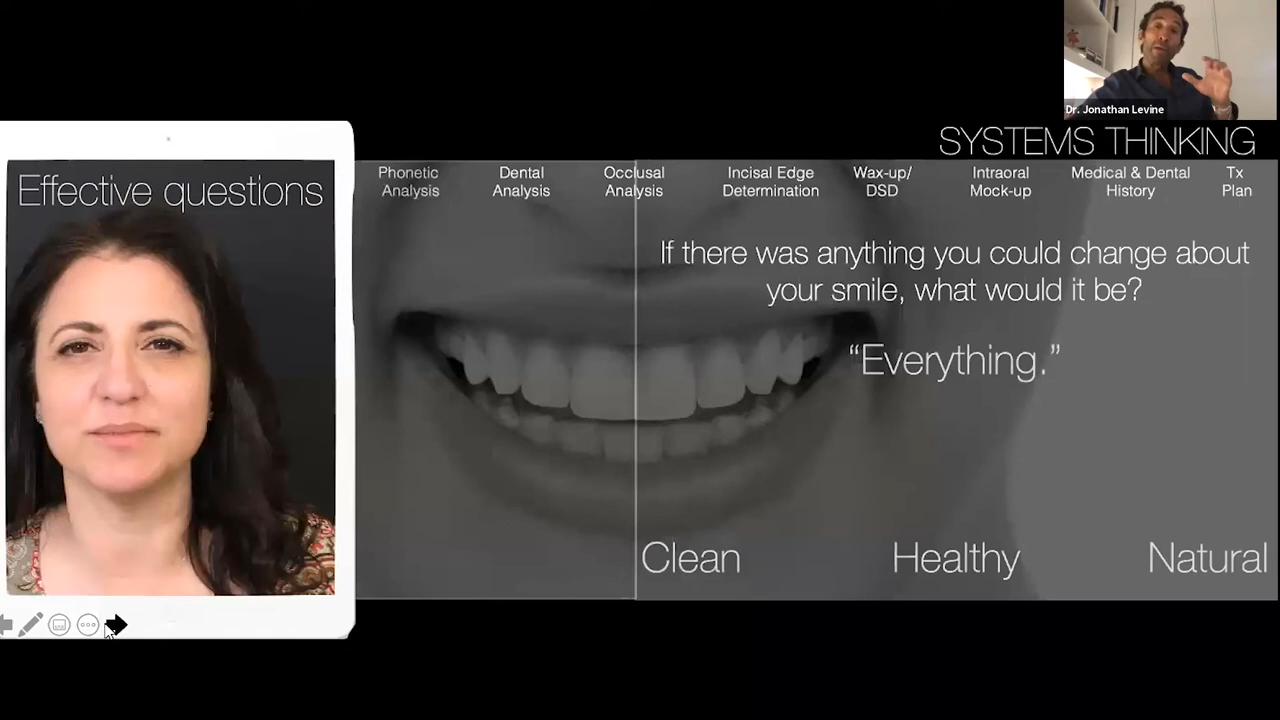 Dr. Jonathan Levine
SYSTEMS THINKING
Effective questions
Phonetic
Analysis
Dental
Analysis
Occlusal
Analysis
Incisal Edge
Determination
Wax-up/
DSD
Intraoral
Mock-up
Medical & Dental
History
Tx
Plan
If there was anything you could change about
your smile, what would it be?
“Everything.”
Clean Healthy Natural